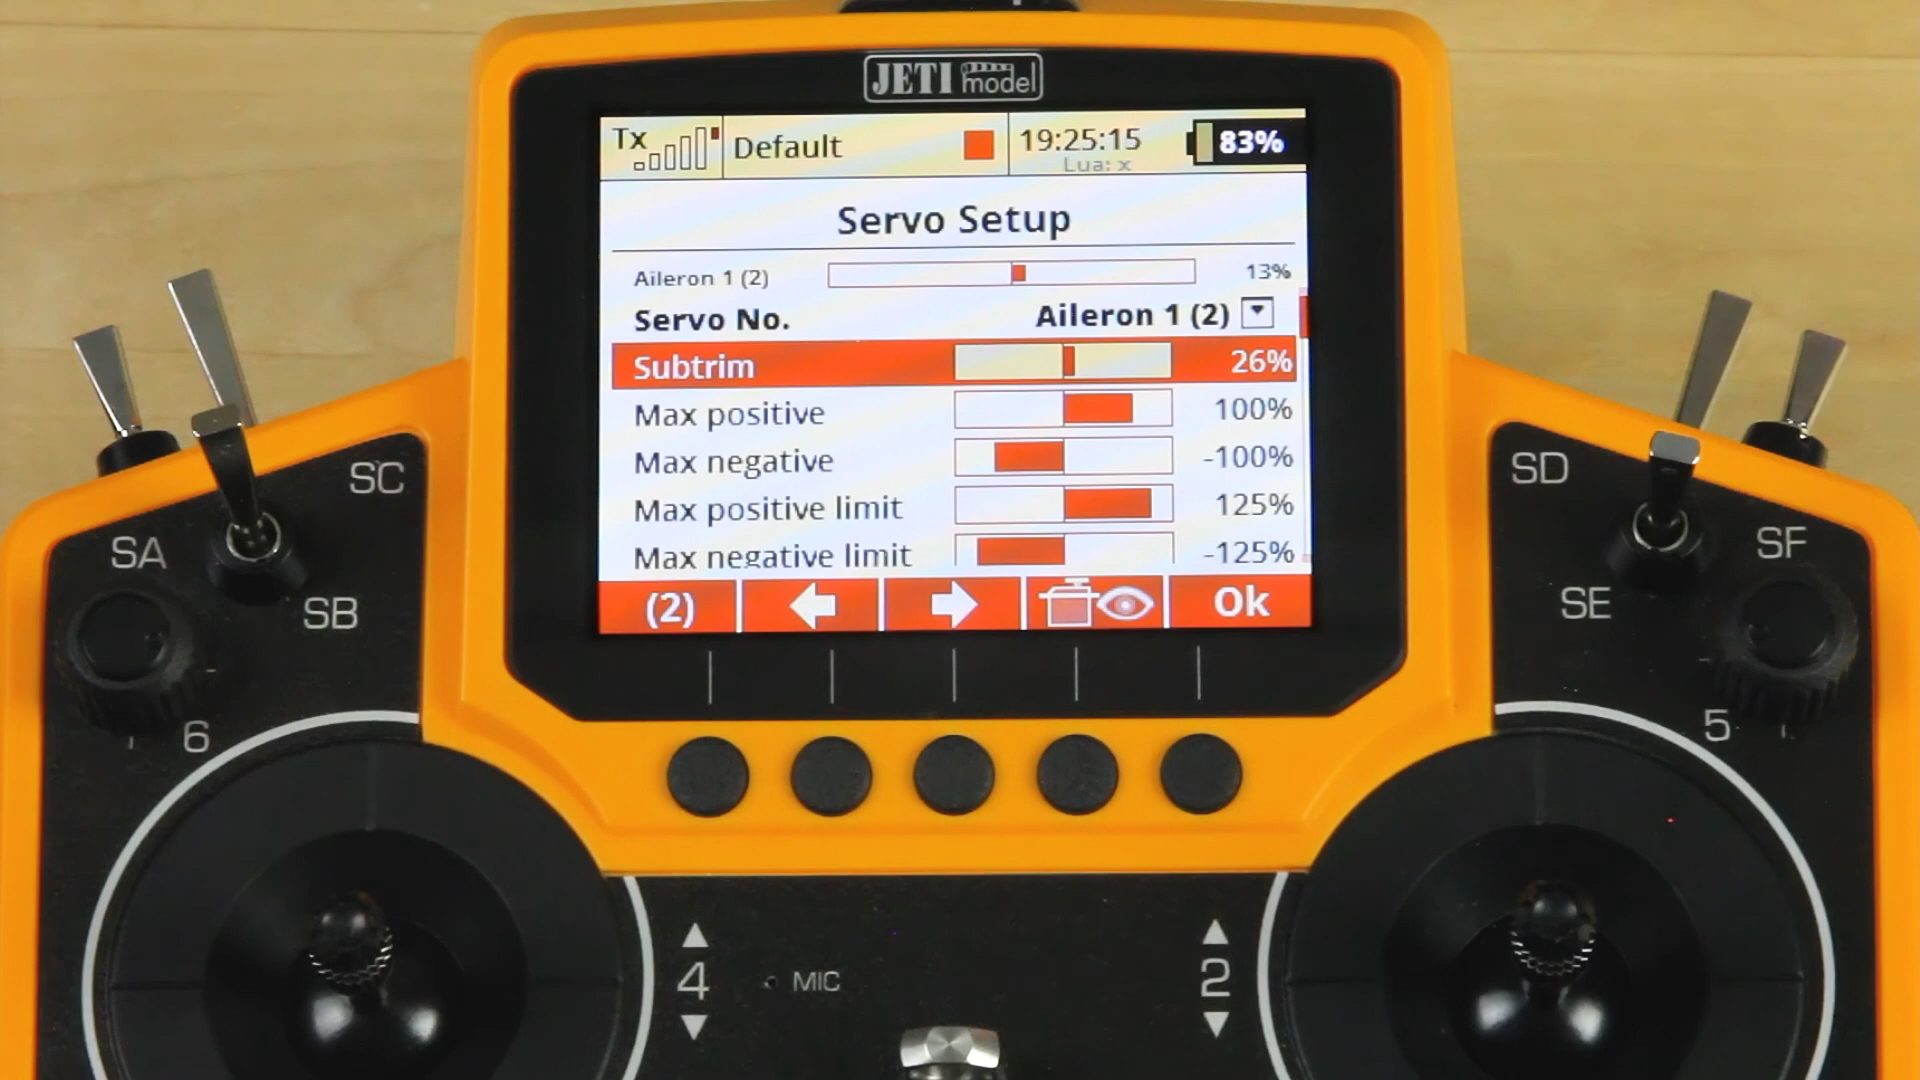 JETI model
Tx Default 19:25:15 83%
Lua: x
Servo Setup
Aileron 1 (2) 13%
Servo No. Aileron 1 (2)
Subtrim 26%
Max positive 100%
Max negative -100%
Max positive limit 125%
Max negative limit -125%
(2) Ok
SC
SD
SA
SF
SB
SE
6
5
4
MIC
2